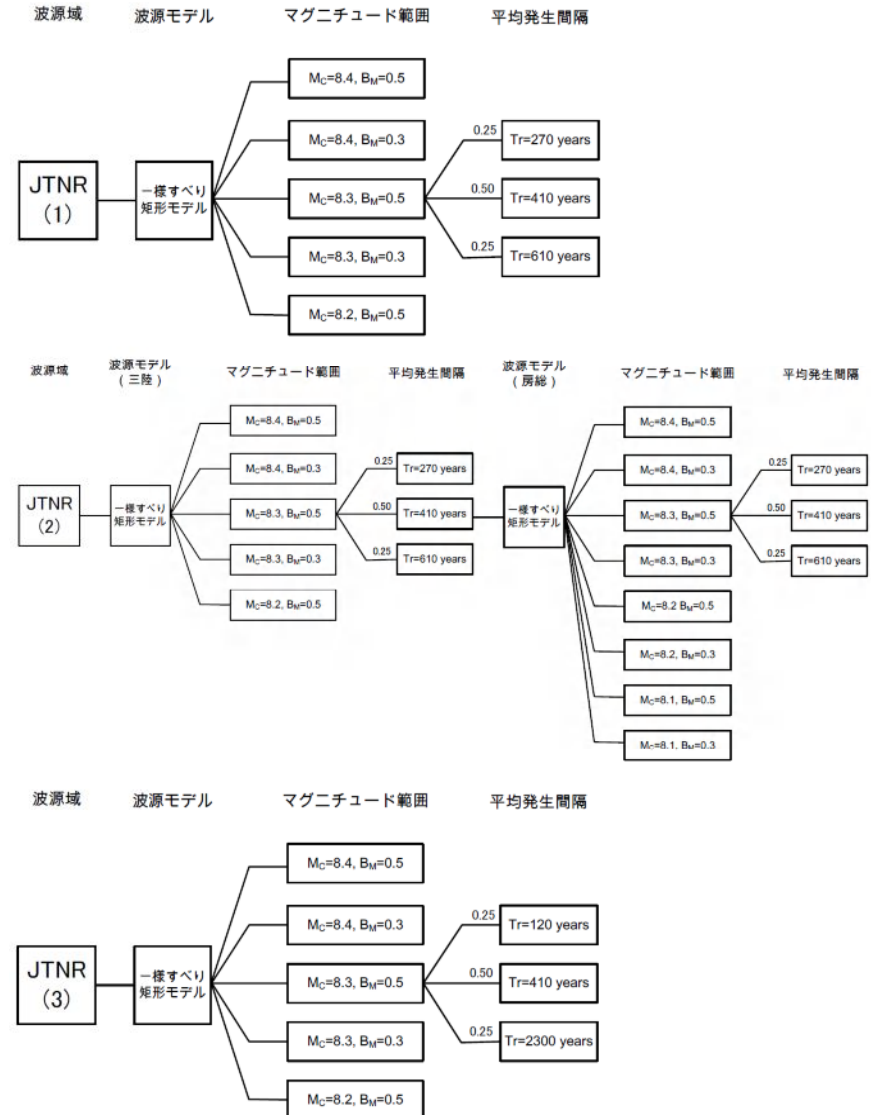 波源域 波源モデル マグニチュード範囲 平均発生間隔
M_C=8.4, B_M=0.5
M_C=8.4, B_M=0.3
0.25 Tr=270 years
JTNR
(1)
一様すべり
矩形モデル
M_C=8.3, B_M=0.5
0.50 Tr=410 years
M_C=8.3, B_M=0.3
0.25 Tr=610 years
M_C=8.2, B_M=0.5
波源域 波源モデル
(三陸)
マグニチュード範囲 平均発生間隔 波源モデル
(房総)
マグニチュード範囲 平均発生間隔
JTNR
(2)
一様すべり
矩形モデル
M_C=8.4, B_M=0.5
M_C=8.4, B_M=0.3
M_C=8.3, B_M=0.5
M_C=8.3, B_M=0.3
M_C=8.2, B_M=0.5
0.25 Tr=270 years
0.50 Tr=410 years
0.25 Tr=610 years
一様すべり
矩形モデル
M_C=8.4, B_M=0.5
M_C=8.4, B_M=0.3
M_C=8.3, B_M=0.5
M_C=8.3, B_M=0.3
M_C=8.2 B_M=0.5
M_C=8.2, B_M=0.3
M_C=8.1, B_M=0.5
M_C=8.1, B_M=0.3
0.25 Tr=270 years
0.50 Tr=410 years
0.25 Tr=610 years
波源域 波源モデル マグニチュード範囲 平均発生間隔
M_C=8.4, B_M=0.5
M_C=8.4, B_M=0.3
0.25 Tr=120 years
JTNR
(3)
一様すべり
矩形モデル
M_C=8.3, B_M=0.5
0.50 Tr=410 years
M_C=8.3, B_M=0.3
0.25 Tr=2300 years
M_C=8.2, B_M=0.5